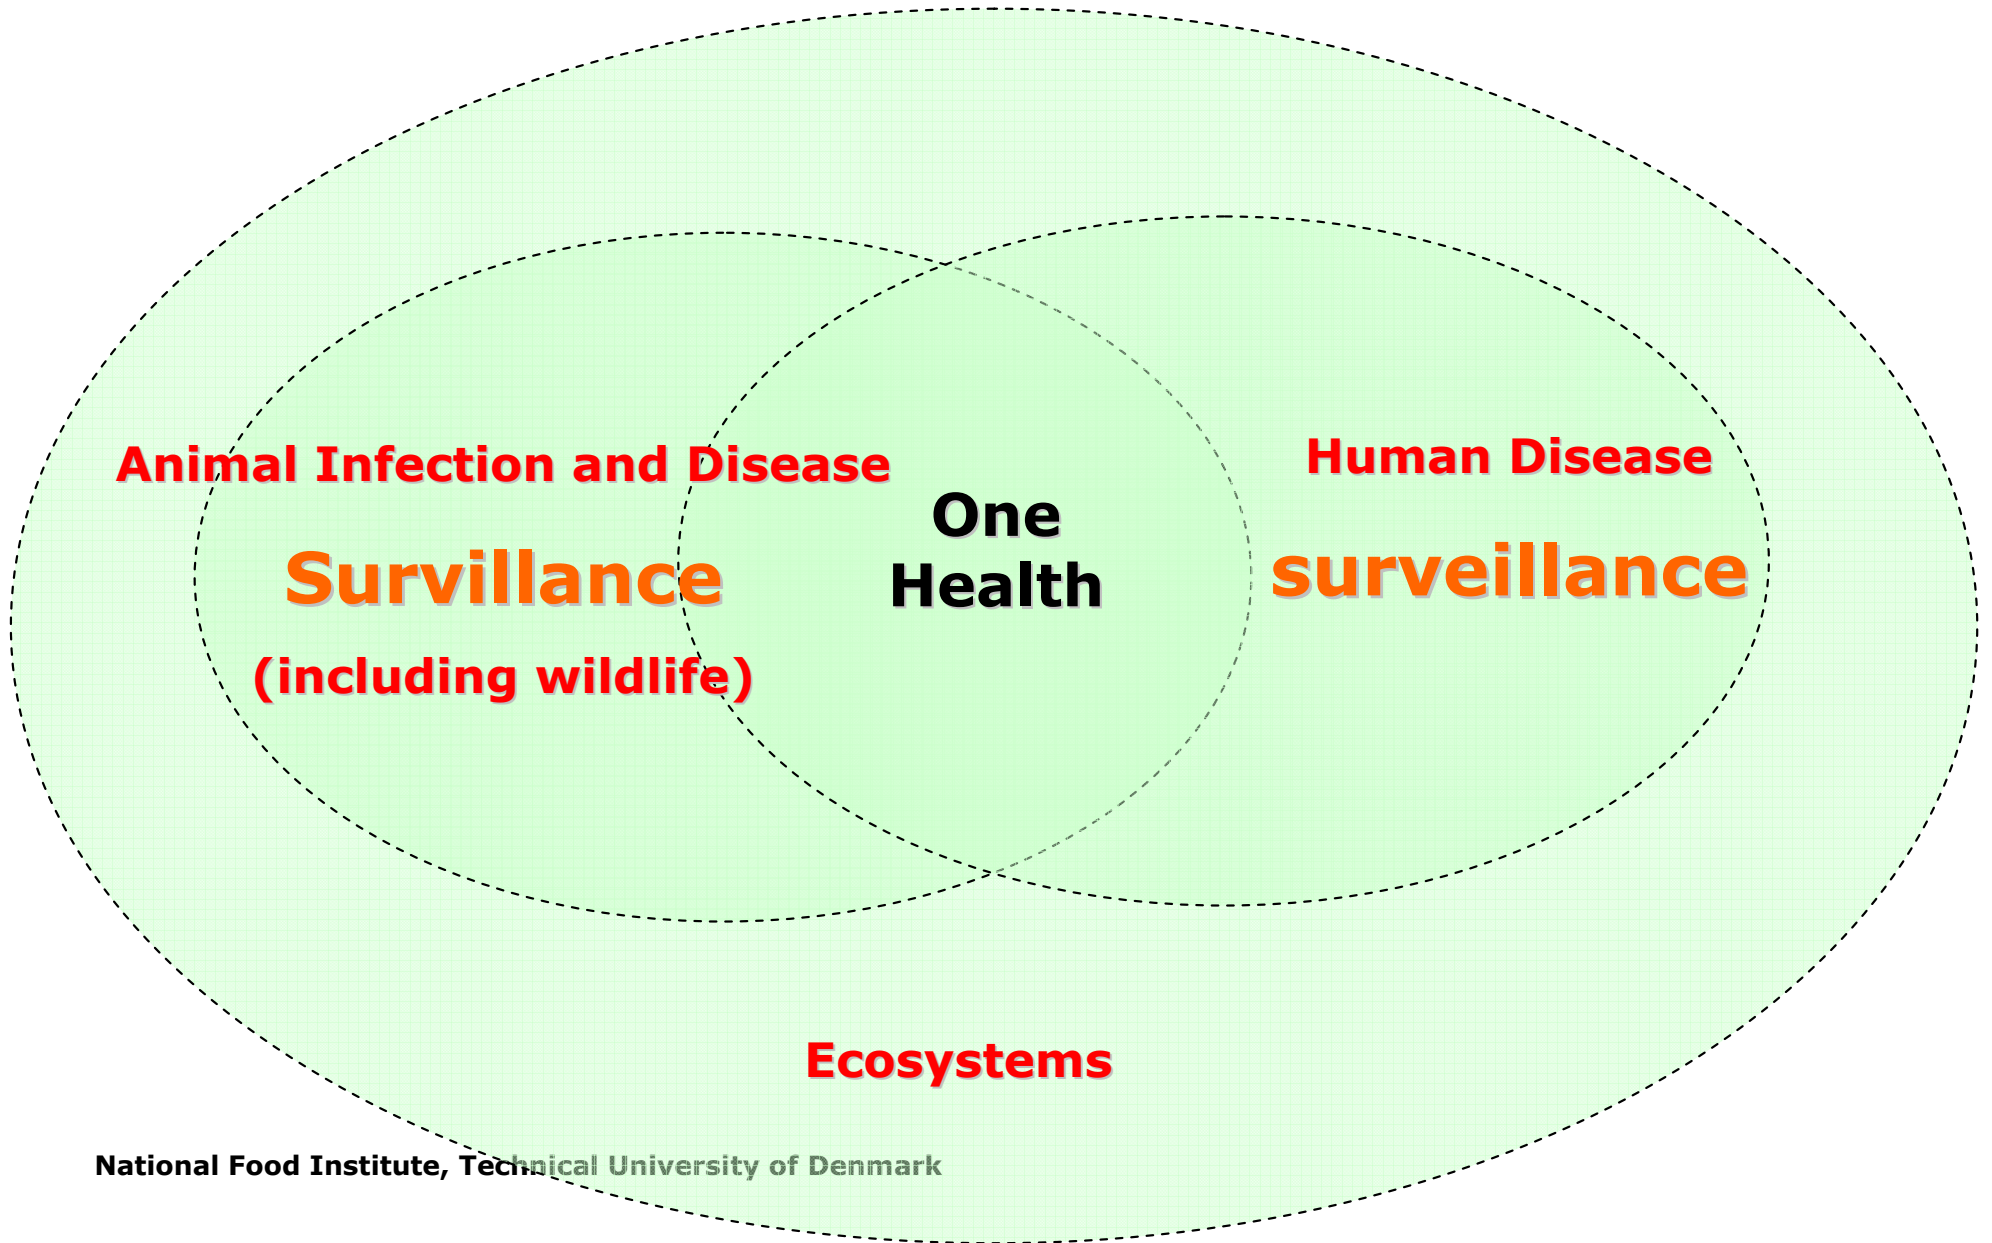 Animal Infection and Disease
Survillance
(including wildlife)
One
Health
Human Disease
surveillance
Ecosystems
National Food Institute, Technical University of Denmark